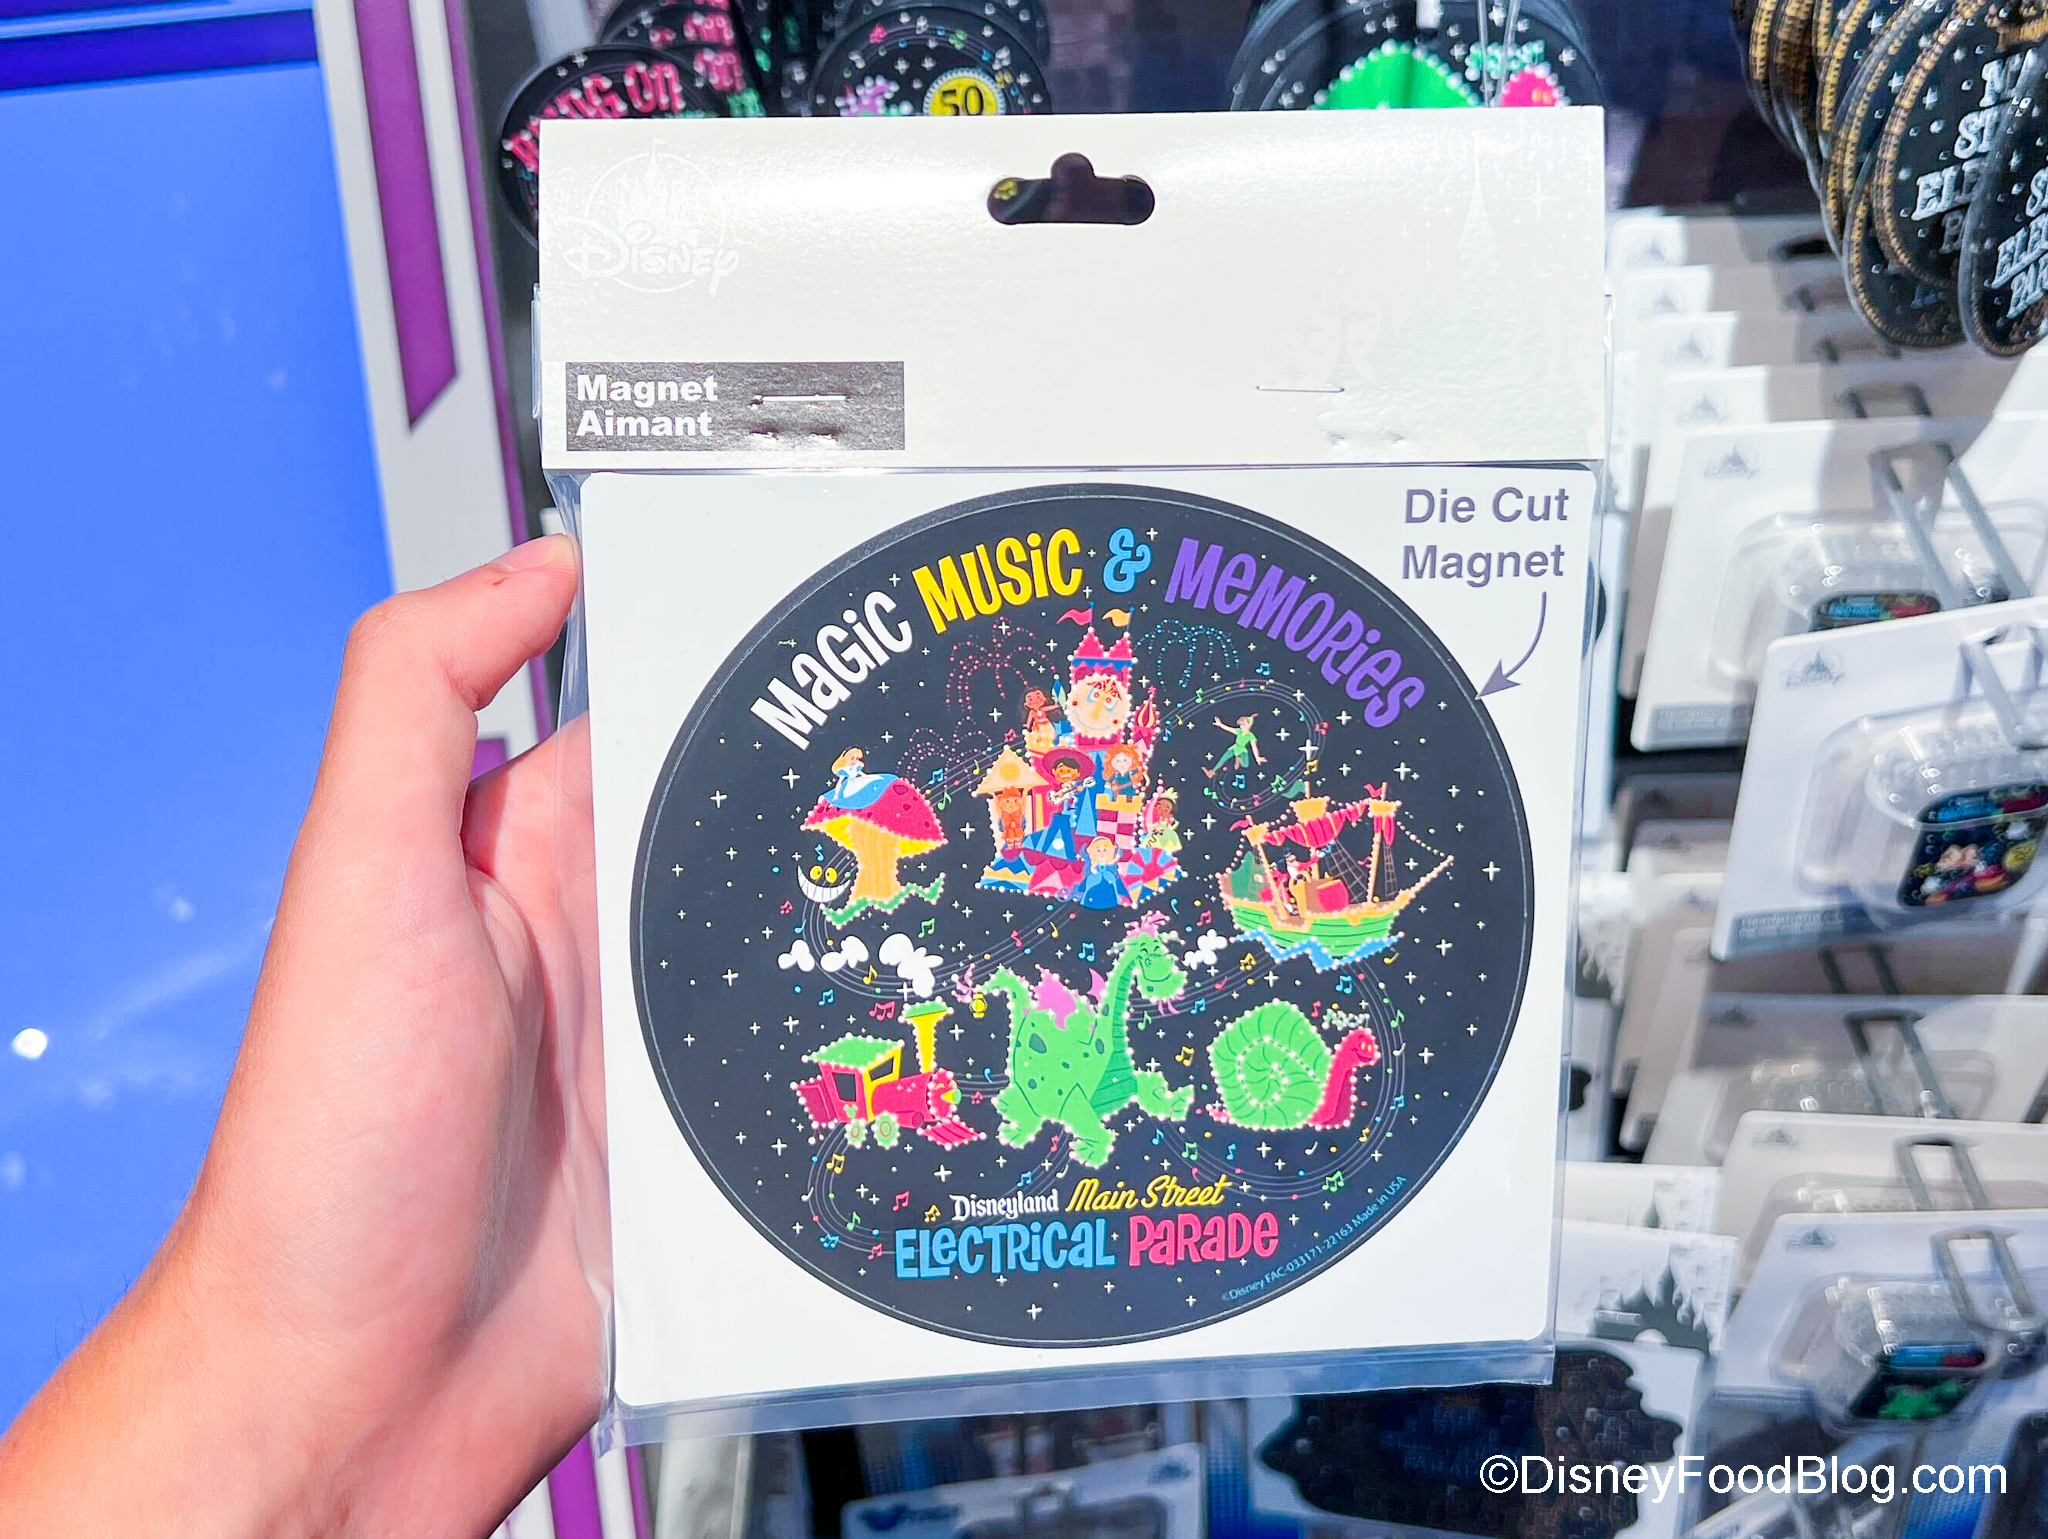 50
Disney
Magnet
Aimant
Die Cut
Magnet
MaGiC MUSiC & MeMORieS
Disneyland Main Street
ELeCTRiCaL PaRaDe
©Disney FAC-033171-22163 Made in USA
©DisneyFoodBlog.com